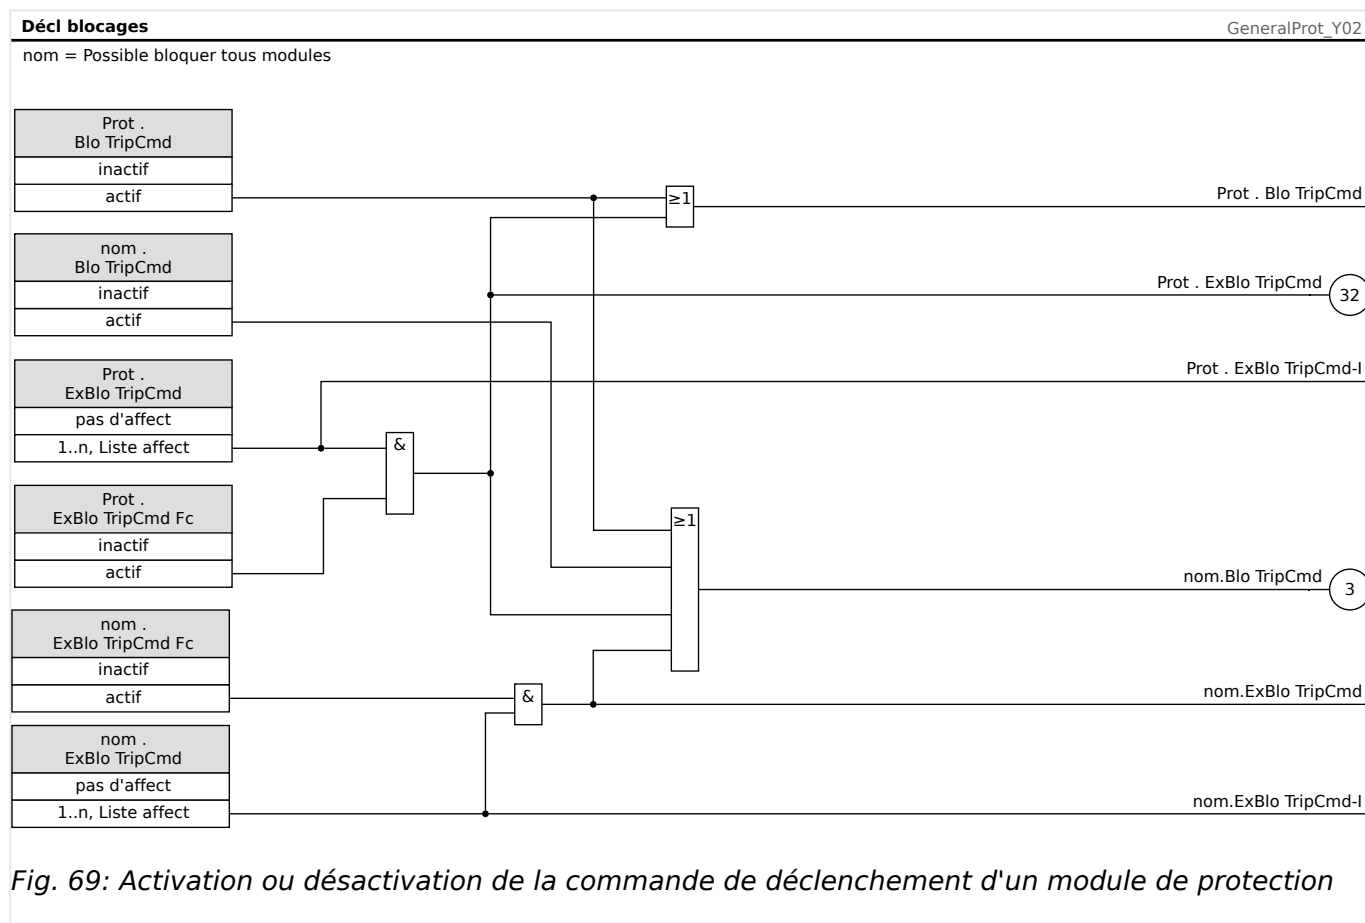 Décl blocages
GeneralProt_Y02
nom = Possible bloquer tous modules
Prot .
Blo TripCmd
inactif
actif
≥1
Prot . Blo TripCmd
nom .
Blo TripCmd
inactif
actif
Prot . ExBlo TripCmd
32
Prot .
ExBlo TripCmd
pas d'affect
1..n, Liste affect
Prot . ExBlo TripCmd-I
&
Prot .
ExBlo TripCmd Fc
inactif
actif
≥1
nom.Blo TripCmd
3
nom .
ExBlo TripCmd Fc
inactif
actif
&
nom.ExBlo TripCmd
nom .
ExBlo TripCmd
pas d'affect
1..n, Liste affect
nom.ExBlo TripCmd-I
Fig. 69: Activation ou désactivation de la commande de déclenchement d'un module de protection